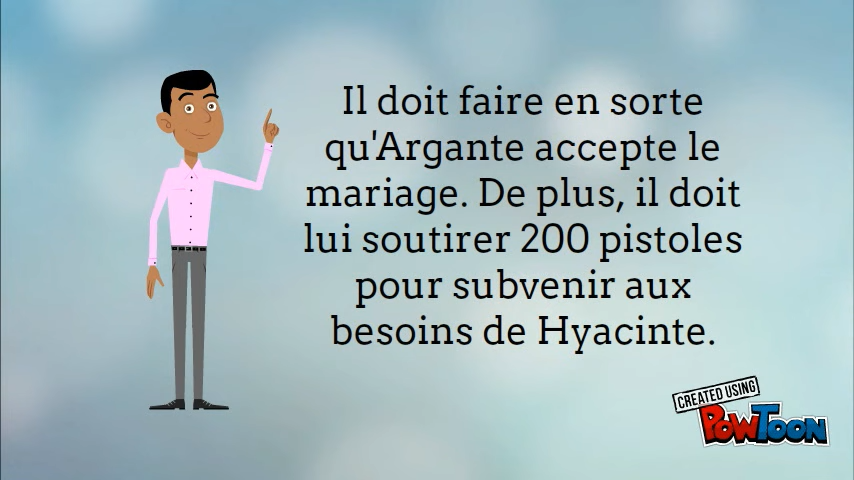 Il doit faire en sorte
qu'Argante accepte le
mariage. De plus, il doit
lui soutirer 200 pistoles
pour subvenir aux
besoins de Hyacinte.
CREATED USING
POWTOON